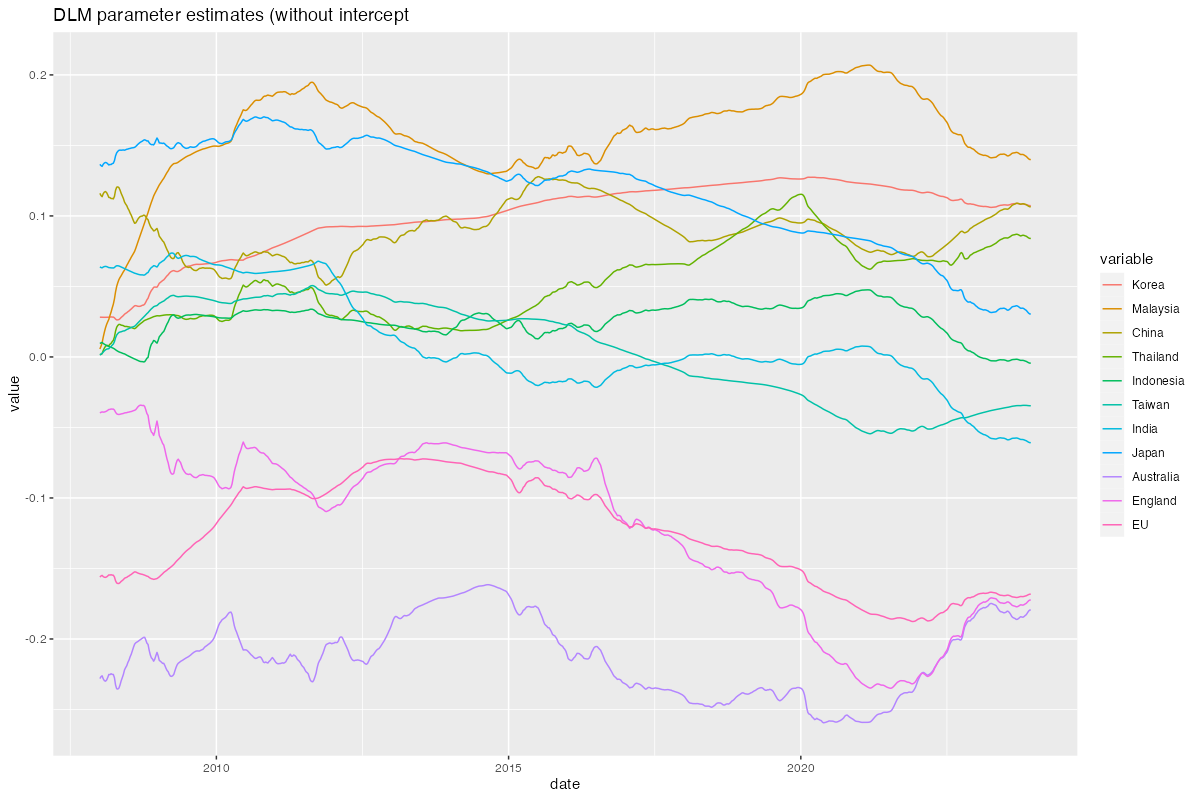 DLM parameter estimates (without intercept
0.2
0.1
0.0
-0.1
-0.2
value
2010
2015
2020
date
variable
Korea
Malaysia
China
Thailand
Indonesia
Taiwan
India
Japan
Australia
England
EU